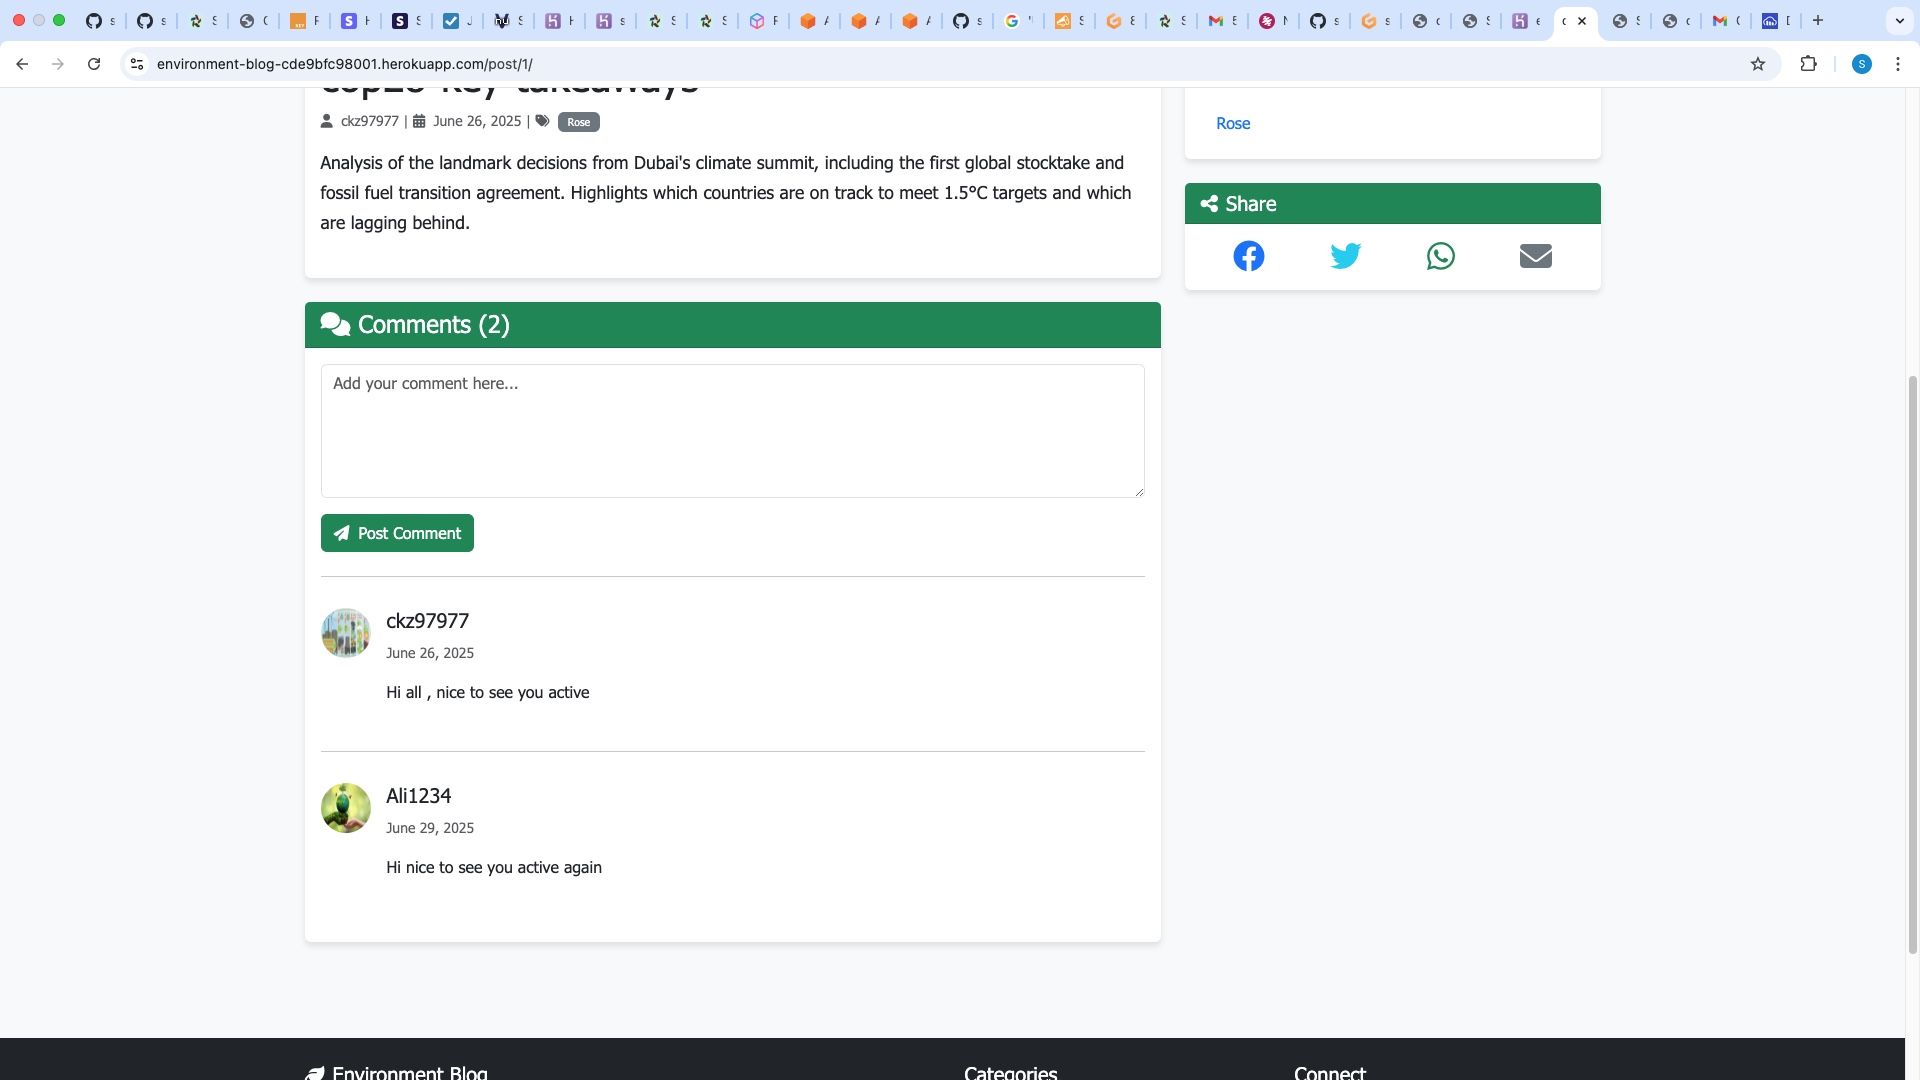 environment-blog-cde9bfc98001.herokuapp.com/post/1/
S
cop28 key takeaways
ckz97977 | June 26, 2025 | Rose
Analysis of the landmark decisions from Dubai's climate summit, including the first global stocktake and
fossil fuel transition agreement. Highlights which countries are on track to meet 1.5°C targets and which
are lagging behind.
Rose
Share
Comments (2)
Add your comment here...
Post Comment
ckz97977
June 26, 2025
Hi all , nice to see you active
Ali1234
June 29, 2025
Hi nice to see you active again
Environment Blog
Categories
Connect